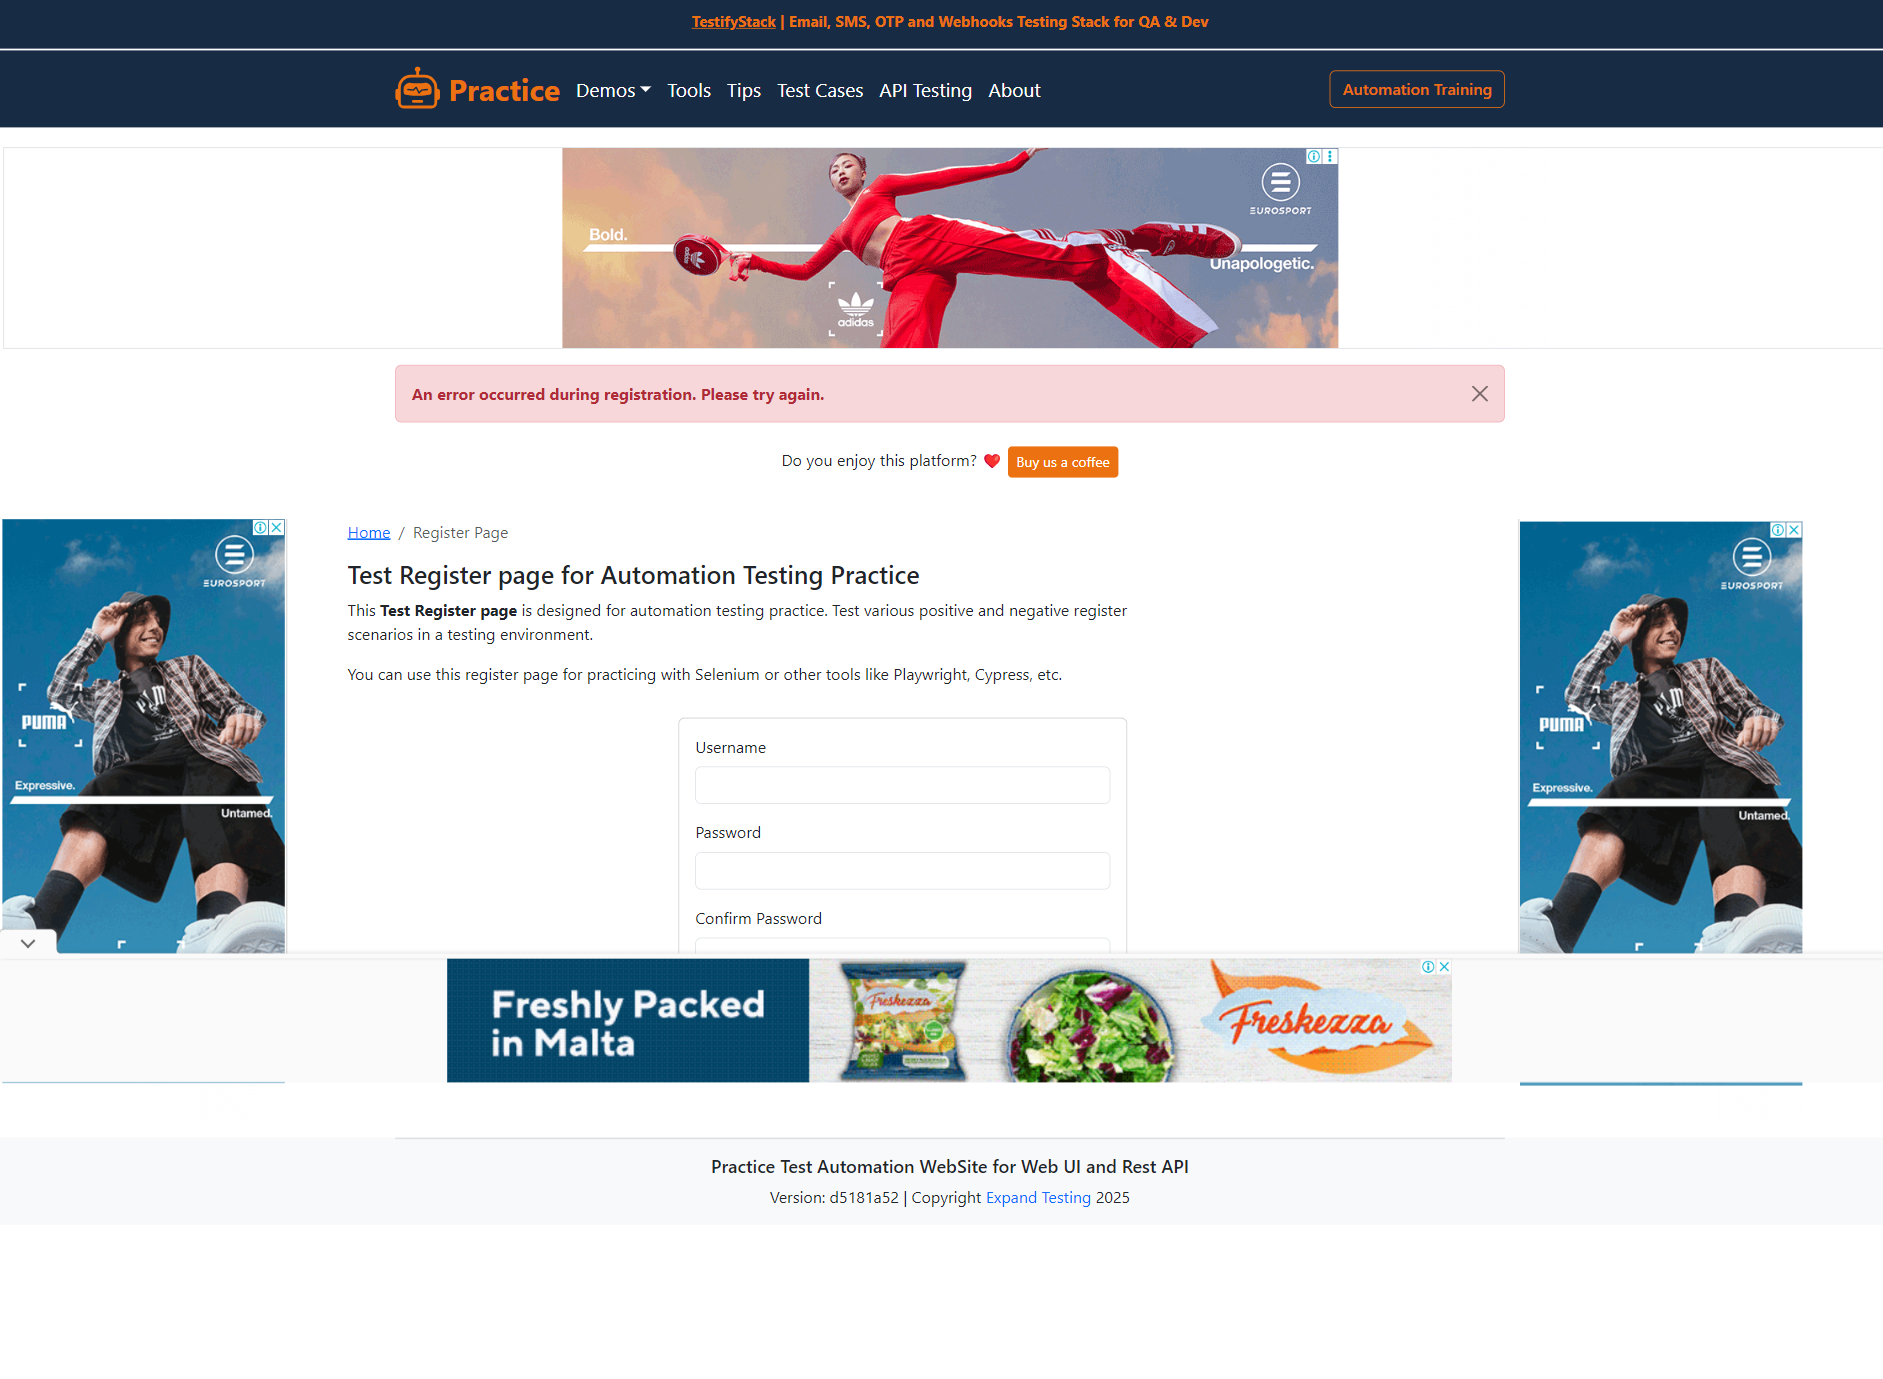 TestifyStack | Email, SMS, OTP and Webhooks Testing Stack for QA & Dev
Practice Demos Tools Tips Test Cases API Testing About Automation Training
EUROSPORT
Bold.
Unapologetic.
adidas
An error occurred during registration. Please try again.
Do you enjoy this platform? Buy us a coffee
Home / Register Page
Test Register page for Automation Testing Practice
This Test Register page is designed for automation testing practice. Test various positive and negative register
scenarios in a testing environment.
You can use this register page for practicing with Selenium or other tools like Playwright, Cypress, etc.
EUROSPORT
PUMA
Expressive.
Untamed.
Username
Password
Confirm Password
EUROSPORT
PUMA
Expressive.
Untamed.
Freshly Packed
in Malta
Freskezza
Freskezza
Practice Test Automation WebSite for Web UI and Rest API
Version: d5181a52 | Copyright Expand Testing 2025